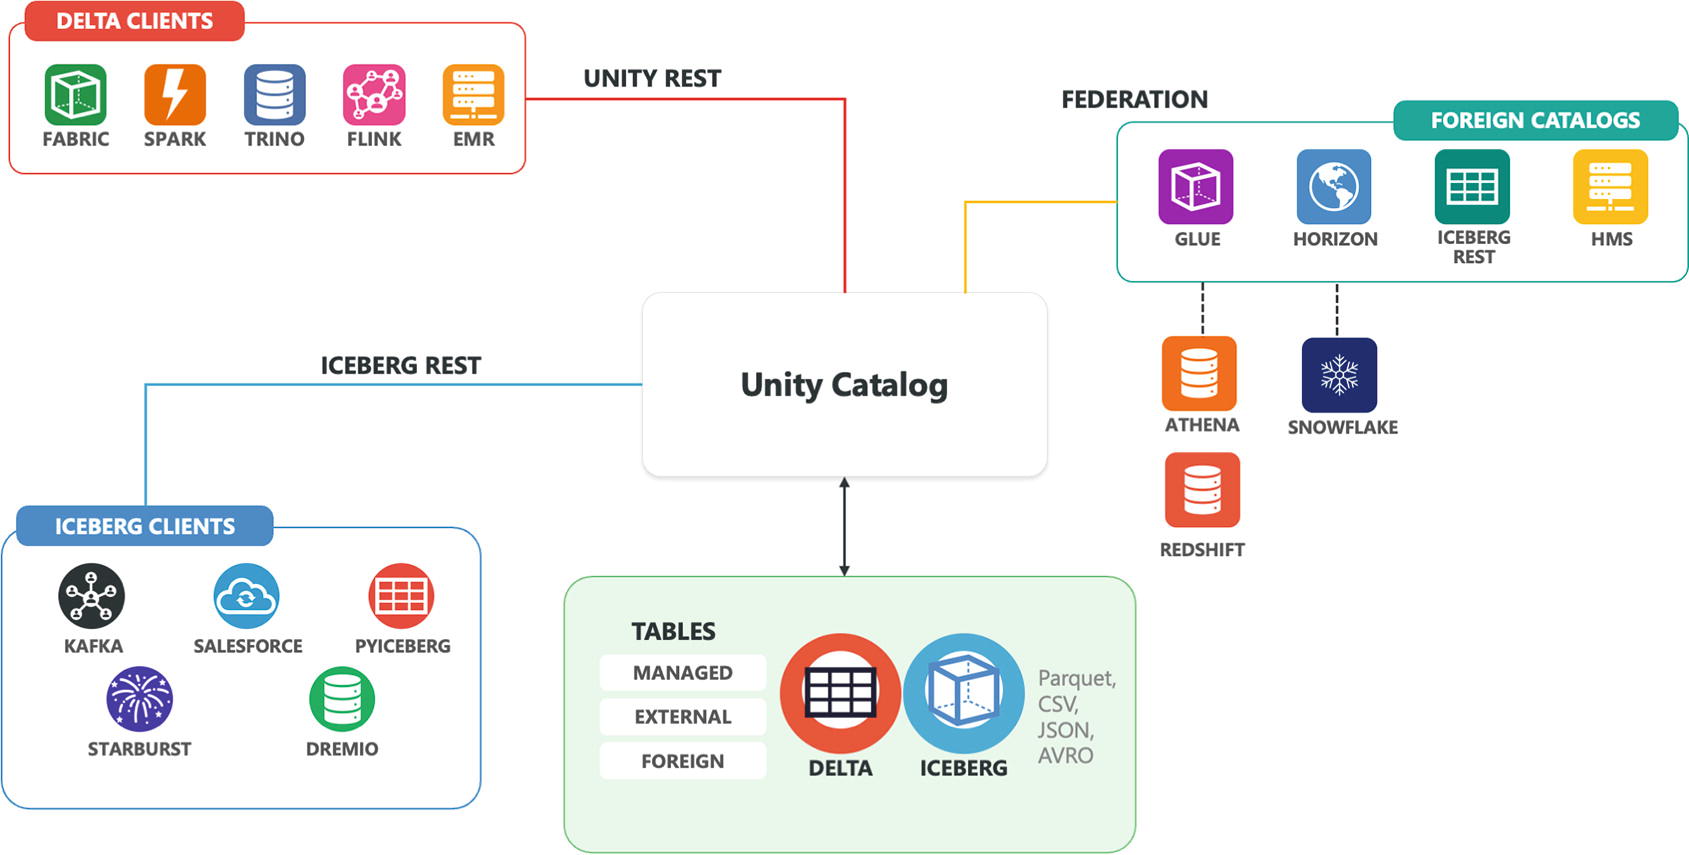 DELTA CLIENTS
FABRIC
SPARK
TRINO
FLINK
EMR
UNITY REST
FEDERATION
FOREIGN CATALOGS
GLUE
HORIZON
ICEBERG
REST
HMS
ATHENA
SNOWFLAKE
REDSHIFT
ICEBERG REST
Unity Catalog
ICEBERG CLIENTS
KAFKA
SALESFORCE
PYICEBERG
STARBURST
DREMIO
TABLES
MANAGED
EXTERNAL
FOREIGN
DELTA
ICEBERG
Parquet,
CSV,
JSON,
AVRO